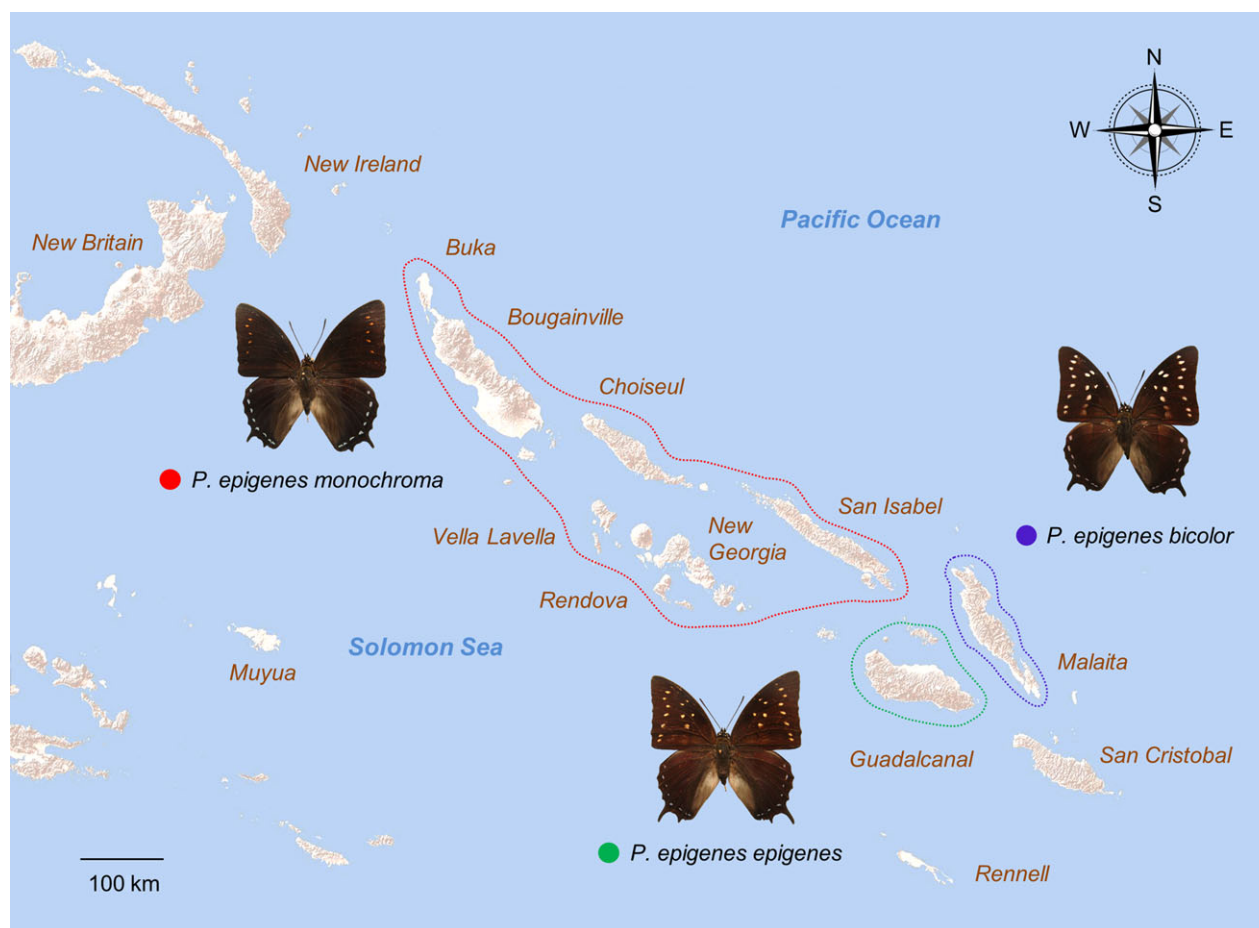 N
W
E
S
New Ireland
Pacific Ocean
New Britain
Buka
Bougainville
Choiseul
P. epigenes monochroma
San Isabel
Vella Lavella
New
Georgia
P. epigenes bicolor
Rendova
Solomon Sea
Muyua
Malaita
Guadalcanal
San Cristobal
P. epigenes epigenes
100 km
Rennell